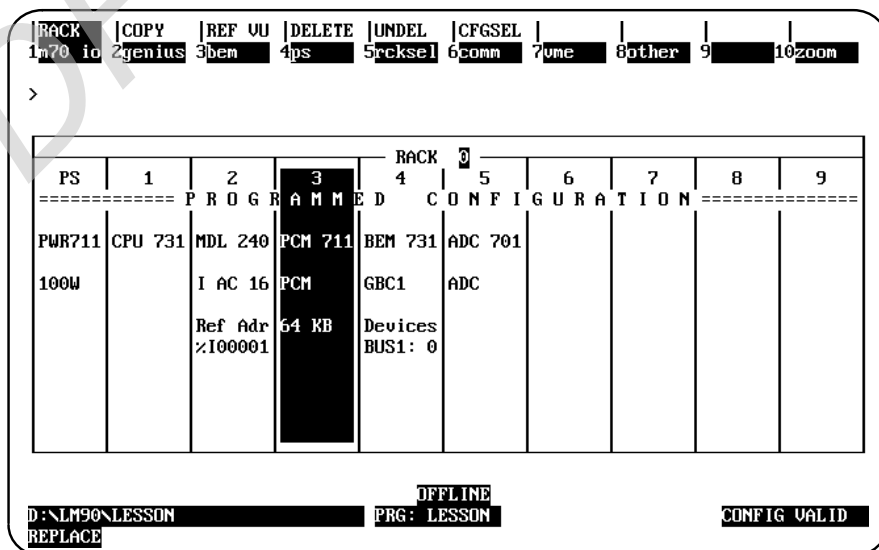 RACK |COPY |REF VU |DELETE |UNDEL |CFGSEL | | | |
1m70 io 2genius 3bem 4ps 5rcksel 6comm 7vme 8other 9 10zoom
>
RACK 0
PS 1 2 3 4 5 6 7 8 9
============== P R O G R A M M E D C O N F I G U R A T I O N ===============
PWR711 CPU 731 MDL 240 PCM 711 BEM 731 ADC 701
100W I AC 16 PCM GBC1 ADC
Ref Adr 64 KB Devices
%I00001 BUS1: 0
OFFLINE
D:\LM90\LESSON PRG: LESSON CONFIG VALID
REPLACE